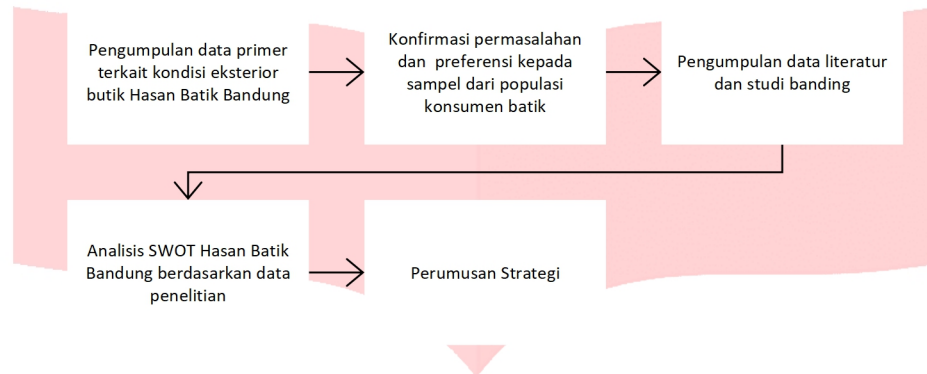 Pengumpulan data primer
terkait kondisi eksterior
butik Hasan Batik Bandung
Konfirmasi permasalahan
dan preferensi kepada
sampel dari populasi
konsumen batik
Pengumpulan data literatur
dan studi banding
Analisis SWOT Hasan Batik
Bandung berdasarkan data
penelitian
Perumusan Strategi